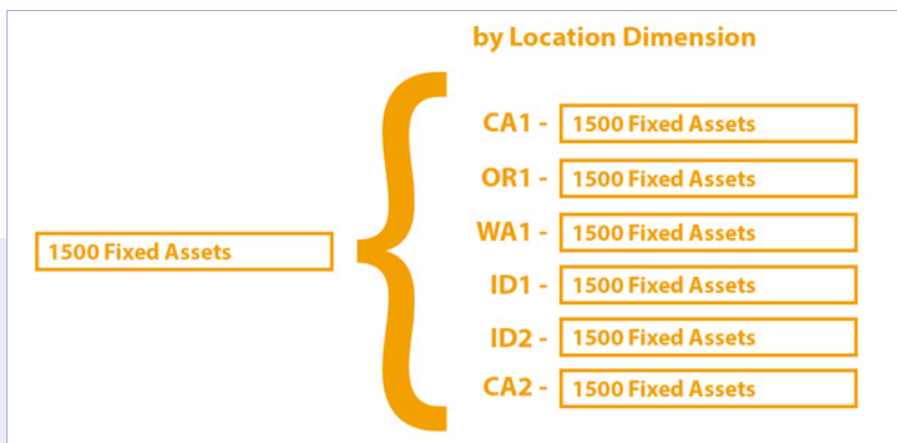 by Location Dimension
CA1 - 1500 Fixed Assets
OR1 - 1500 Fixed Assets
WA1 - 1500 Fixed Assets
1500 Fixed Assets
ID1 - 1500 Fixed Assets
ID2 - 1500 Fixed Assets
CA2 - 1500 Fixed Assets